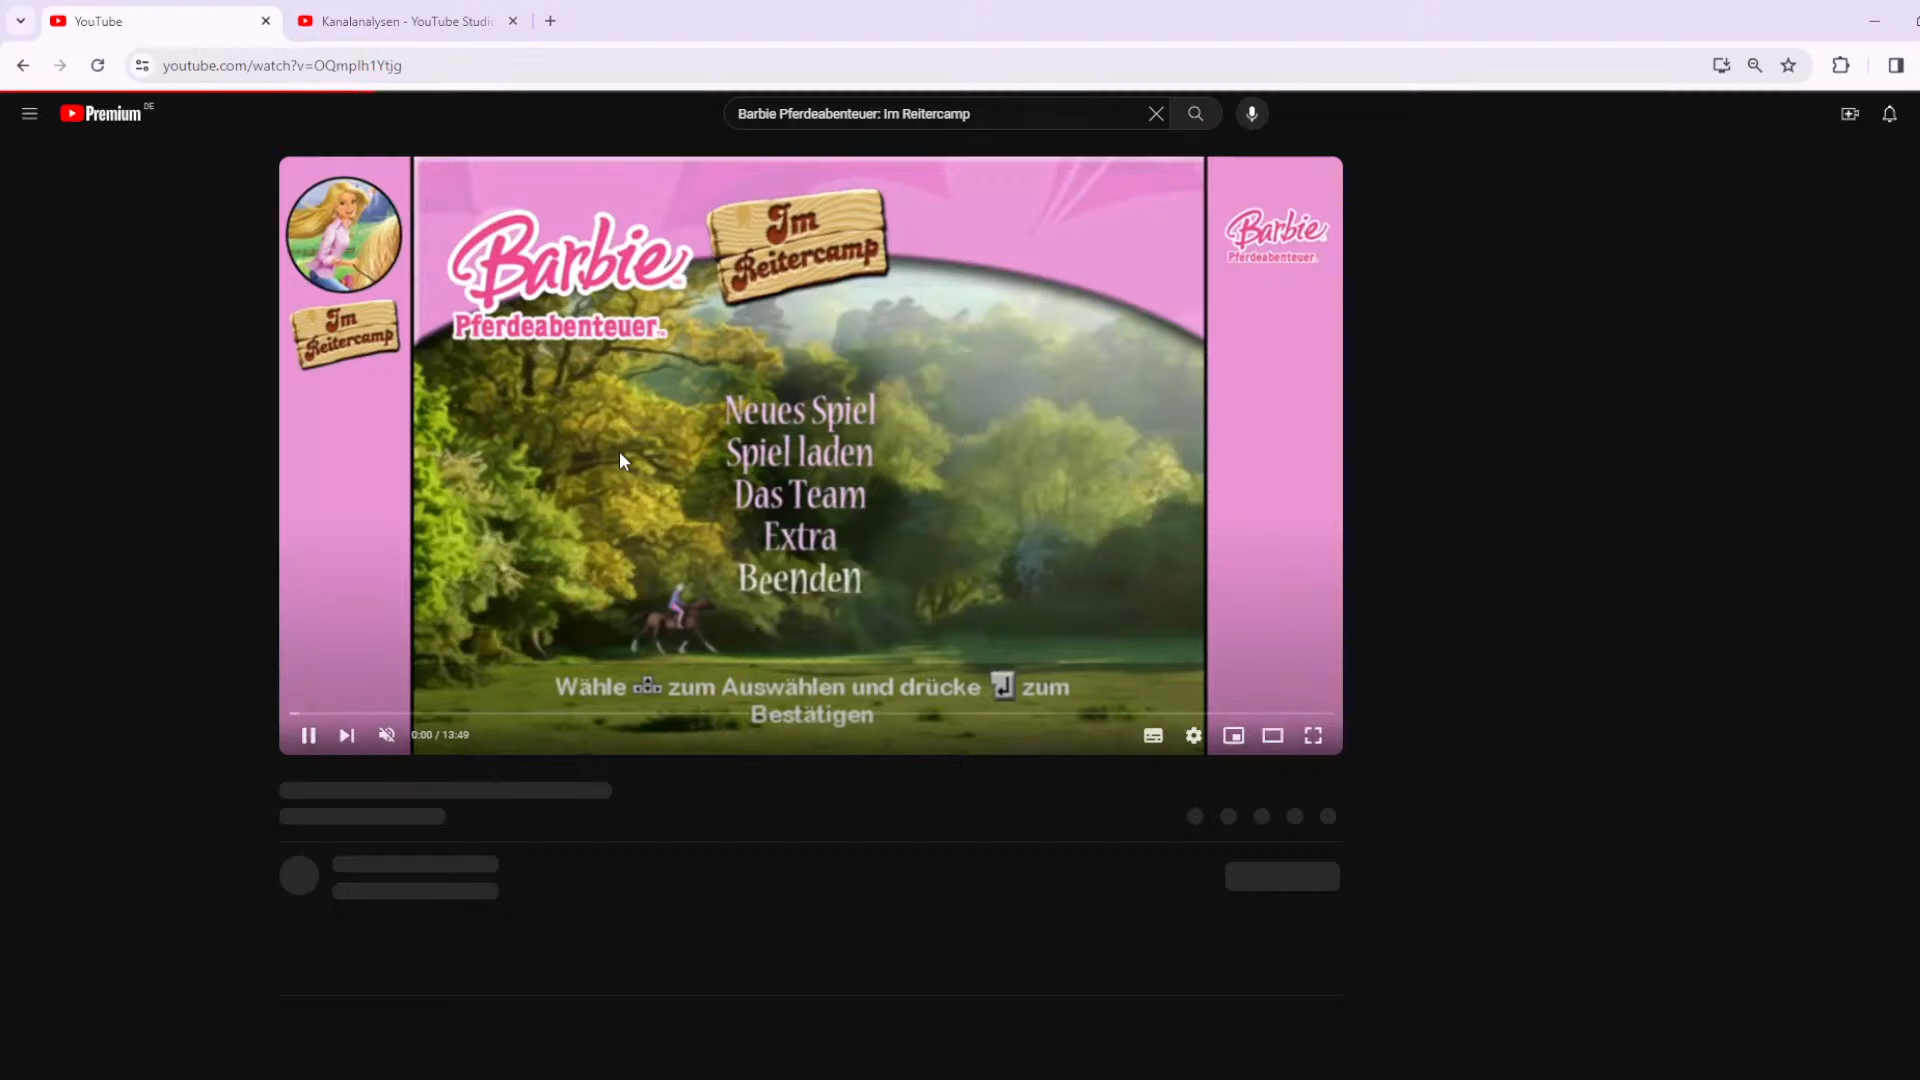 YouTube
Kanalanalysen - YouTube Studio
youtube.com/watch?v=OQmpIh1Ytjg
Premium DE
Barbie Pferdeabenteuer: Im Reitercamp
Barbie
Pferdeabenteuer
Im
Reitercamp
Im
Reitercamp
Barbie
Pferdeabenteuer
Neues Spiel
Spiel laden
Das Team
Extra
Beenden
Wähle zum Auswählen und drücke zum
Bestätigen
0:00 / 13:49